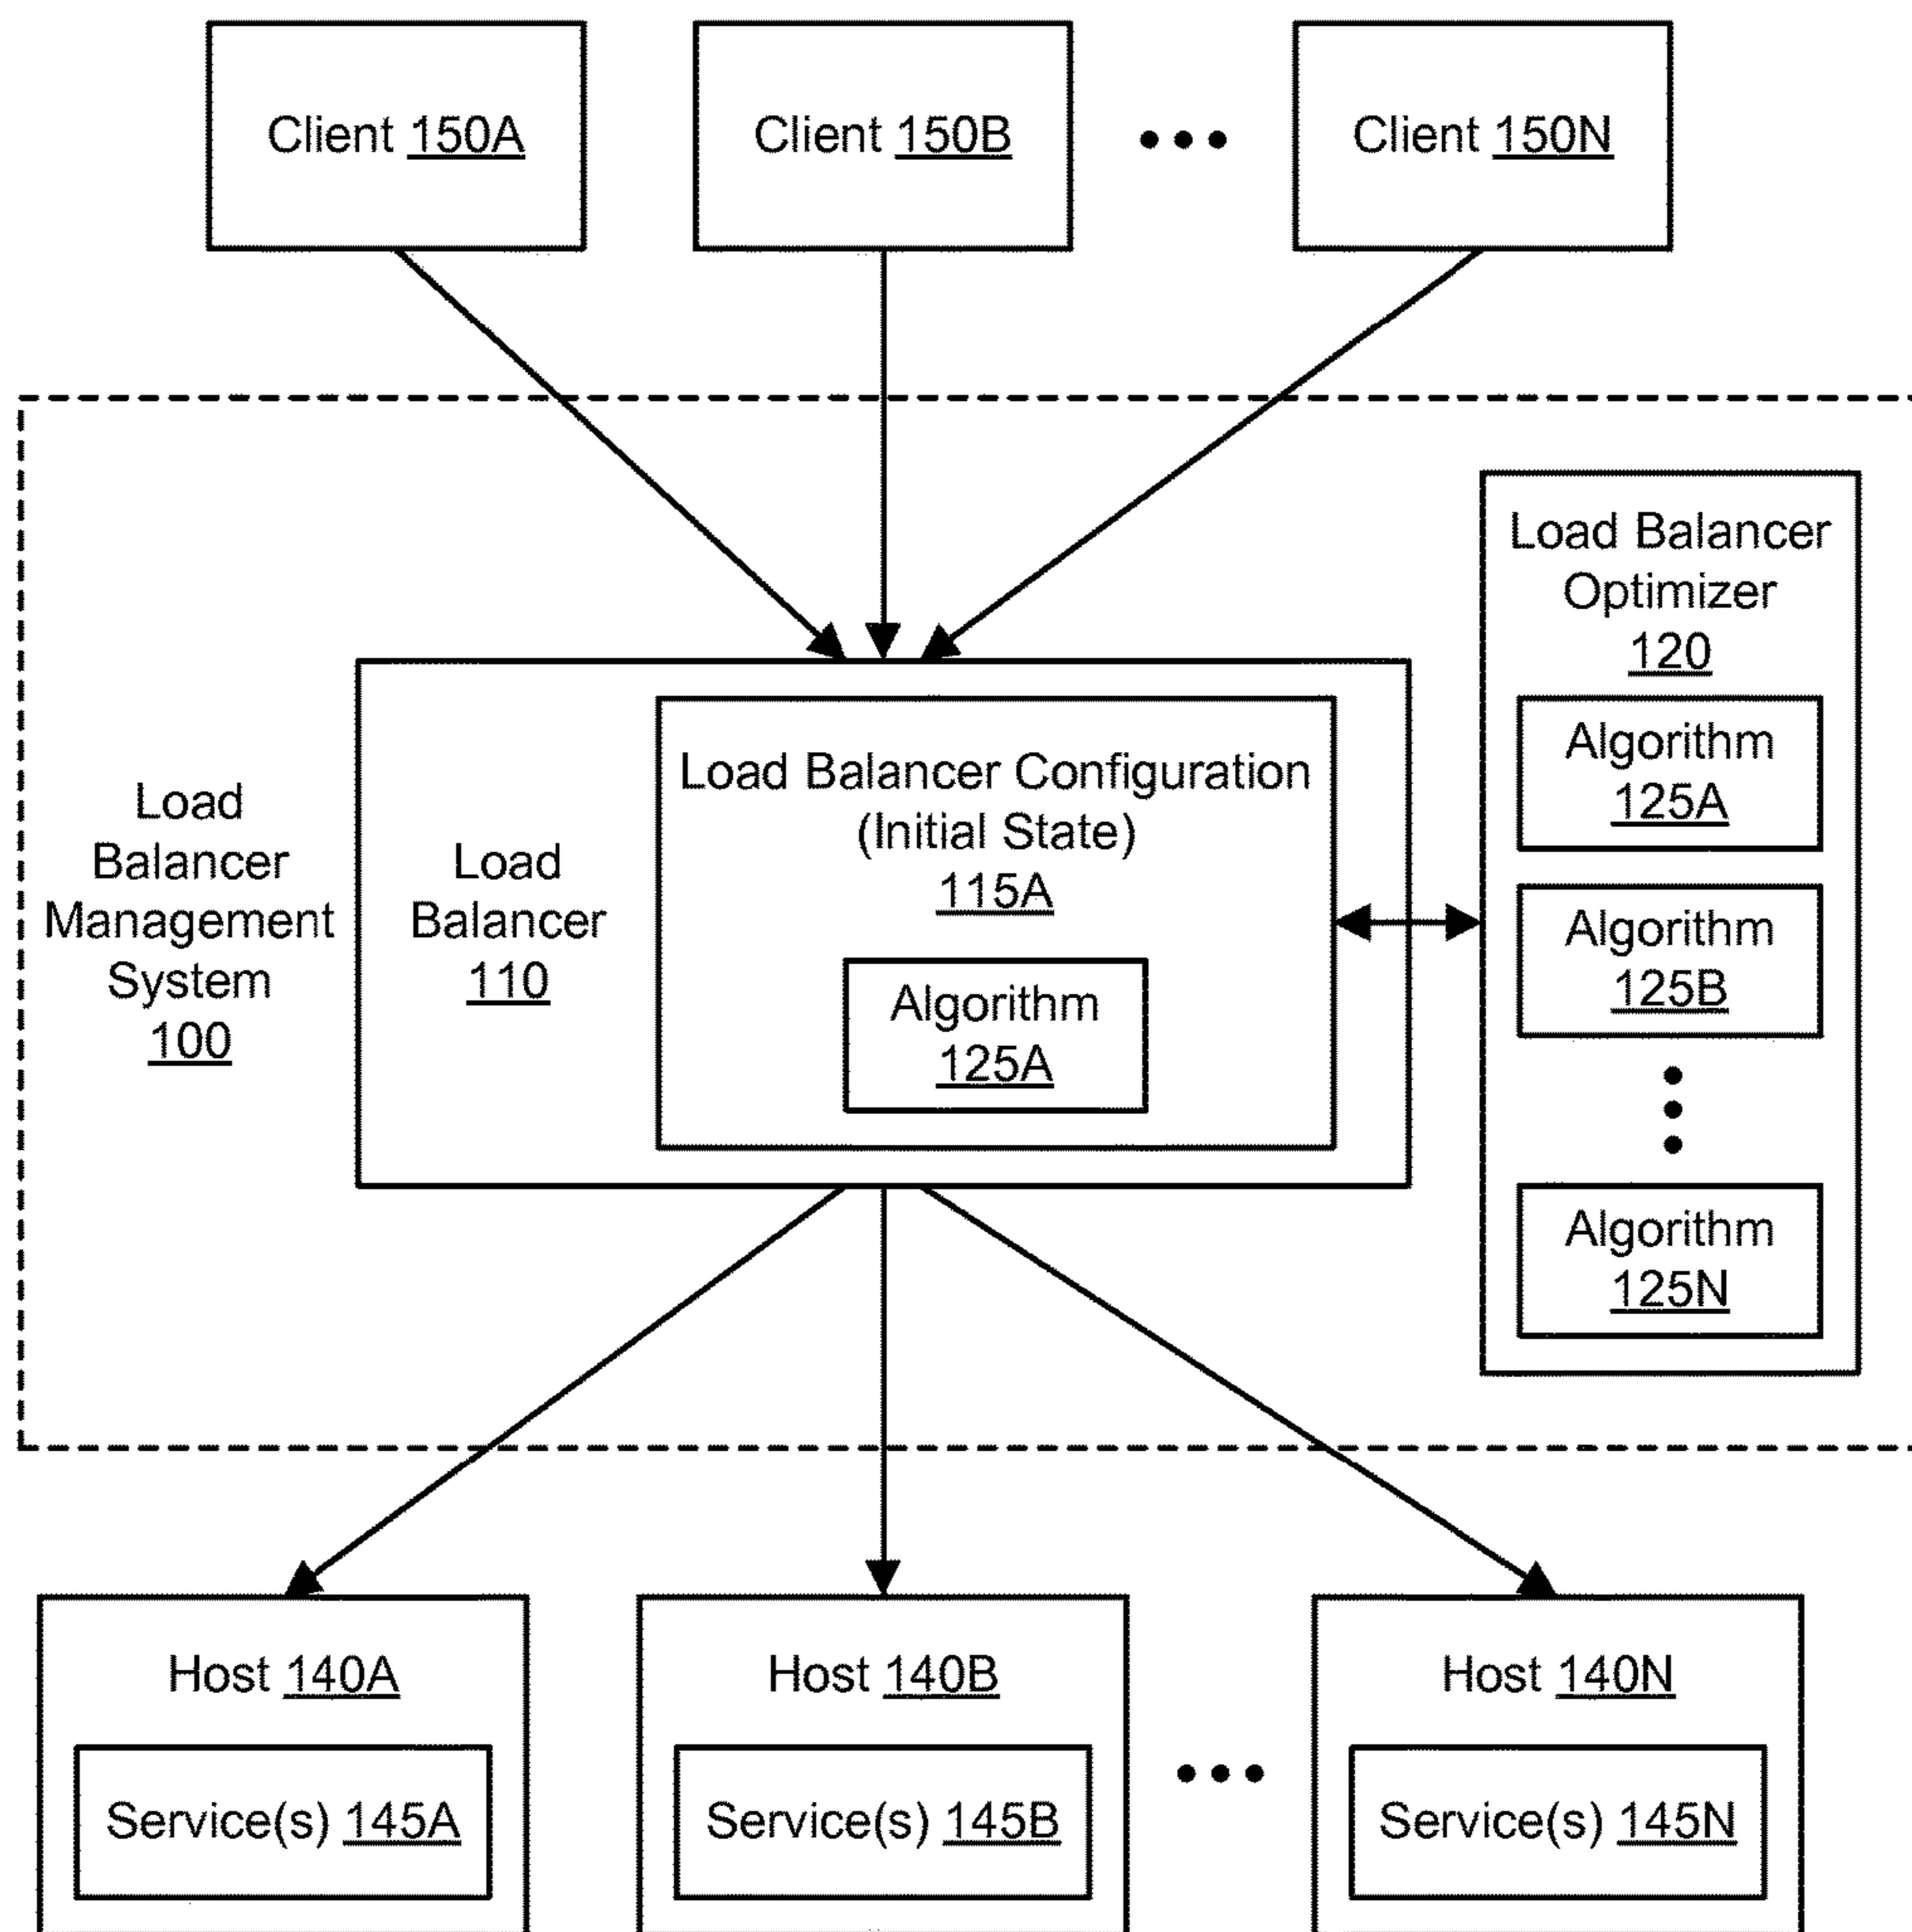 Client 150A
Client 150B
Client 150N
Load Balancer
Optimizer
120
Algorithm
125A
Algorithm
125B
Algorithm
125N
Load
Balancer
Management
System
100
Load
Balancer
110
Load Balancer Configuration
(Initial State)
115A
Algorithm
125A
Host 140A
Service(s) 145A
Host 140B
Service(s) 145B
Host 140N
Service(s) 145N